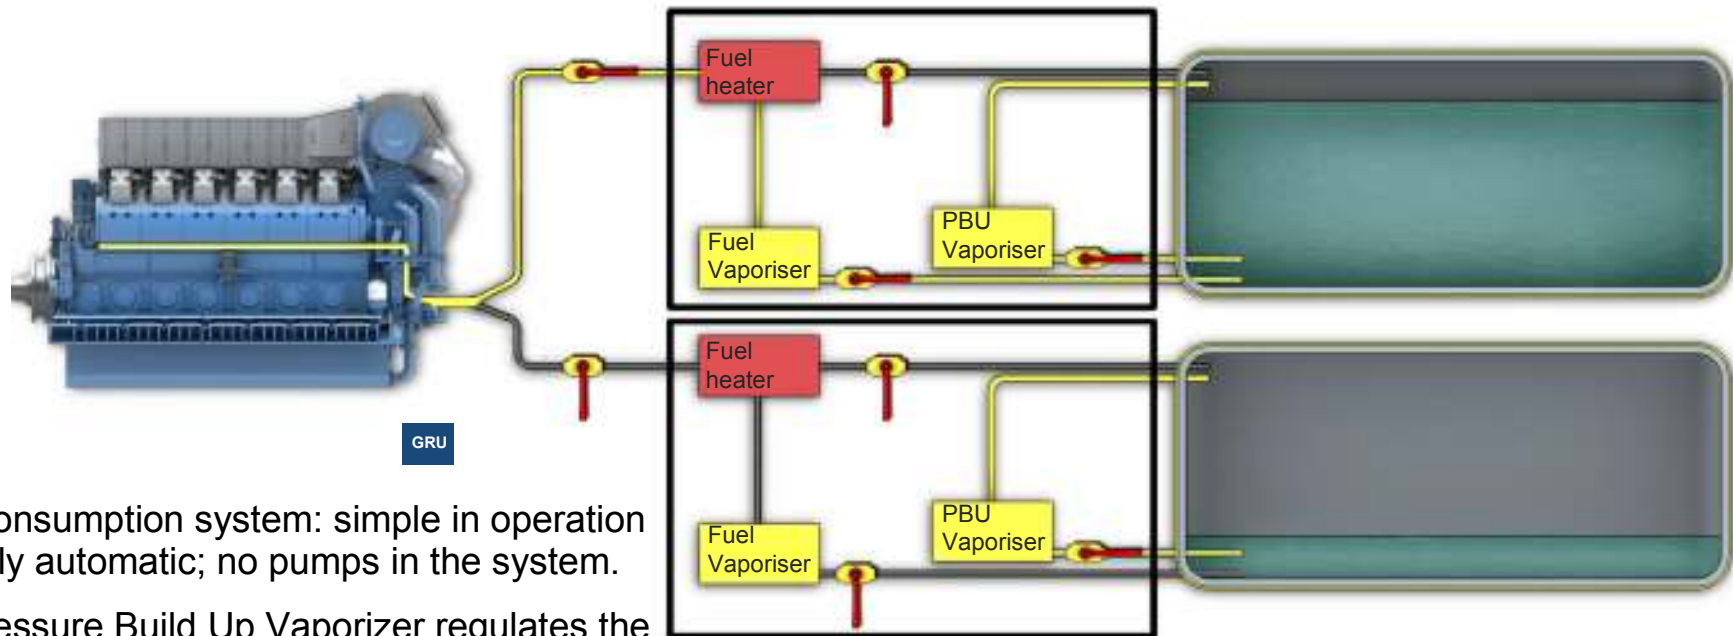 Fuel
heater
PBU
Vaporiser
Fuel
Vaporiser
Fuel
heater
PBU
Vaporiser
Fuel
Vaporiser
GRU
onsumption system: simple in operation
ly automatic; no pumps in the system.
essure Build Up Vaporizer regulates the